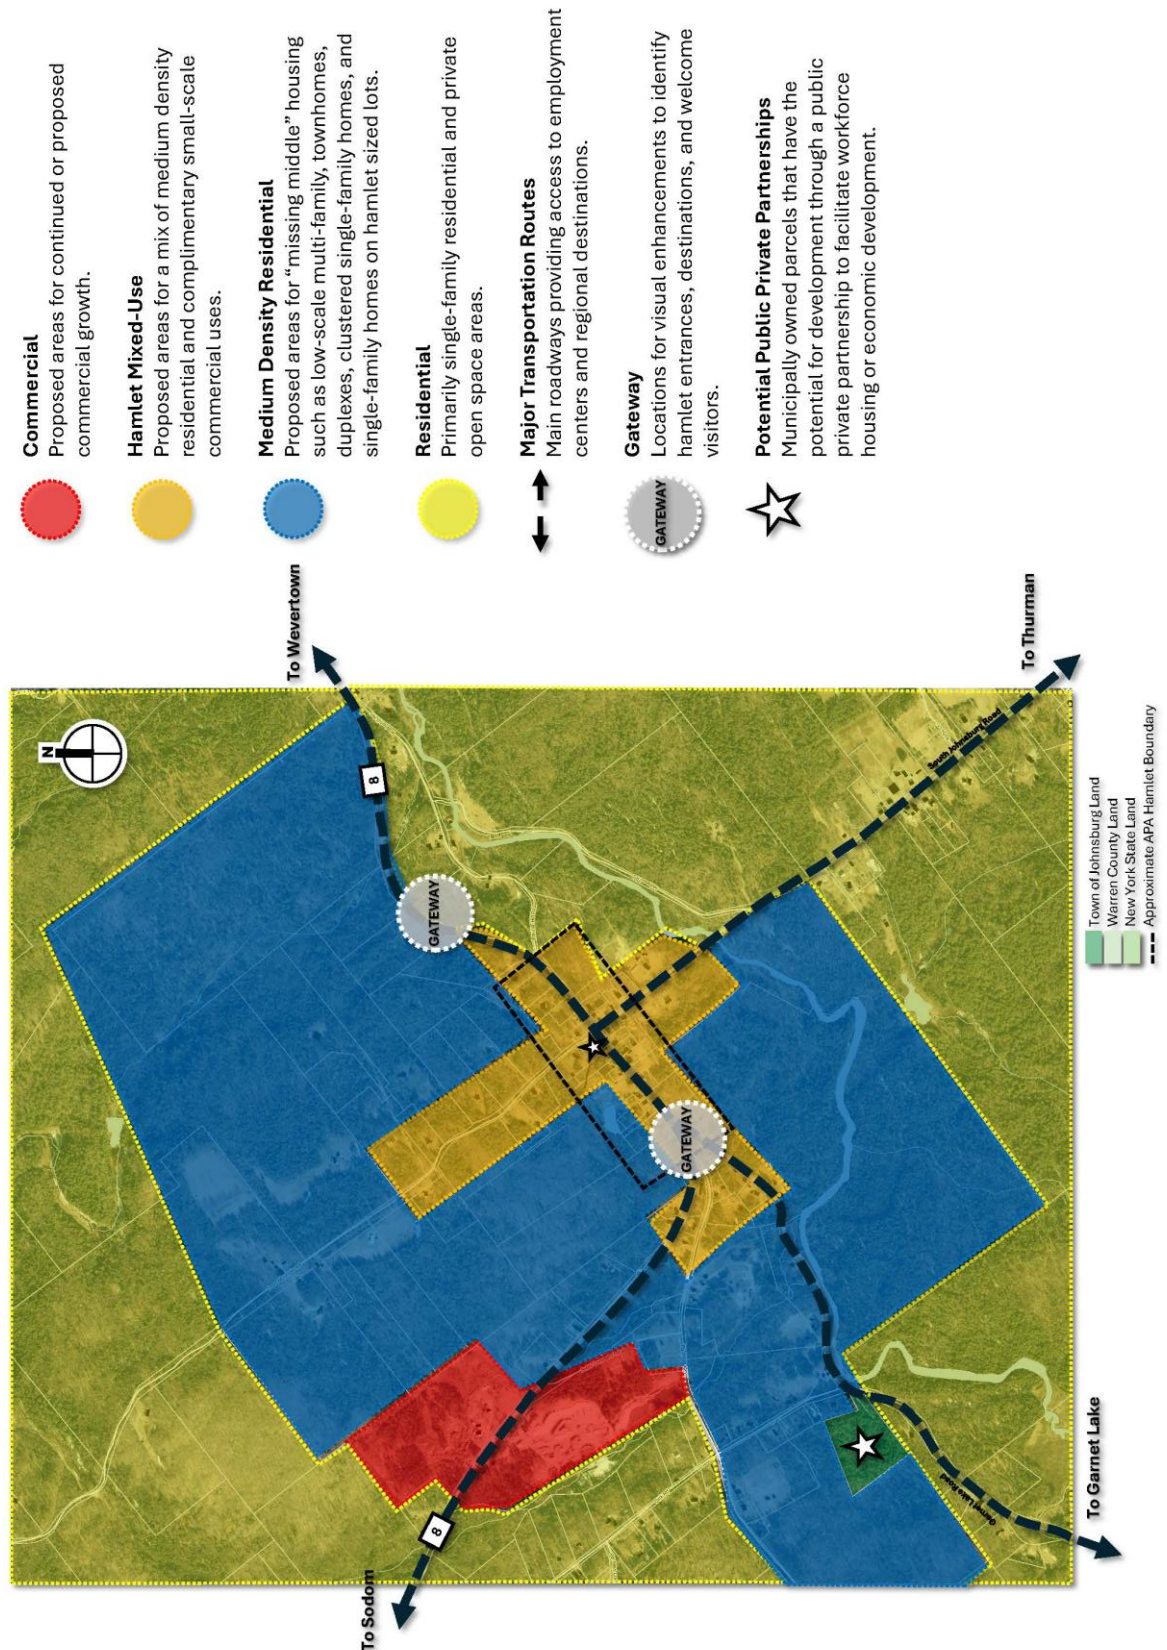 Commercial
Proposed areas for continued or proposed
commercial growth.
Hamlet Mixed-Use
Proposed areas for a mix of medium density
residential and complimentary small-scale
commercial uses.
Medium Density Residential
Proposed areas for “missing middle” housing
such as low-scale multi-family, townhomes,
duplexes, clustered single-family homes, and
single-family homes on hamlet sized lots.
Residential
Primarily single-family residential and private
open space areas.
Major Transportation Routes
Main roadways providing access to employment
centers and regional destinations.
GATEWAY
Gateway
Locations for visual enhancements to identify
hamlet entrances, destinations, and welcome
visitors.
Potential Public Private Partnerships
Municipally owned parcels that have the
potential for development through a public
private partnership to facilitate workforce
housing or economic development.
N
To Wevertown
8
GATEWAY
GATEWAY
8
To Sodom
To Thurman
South Johnsburg Road
Garnet Lake Road
To Garnet Lake
Town of Johnsburg Land
Warren County Land
New York State Land
Approximate APA Hamlet Boundary